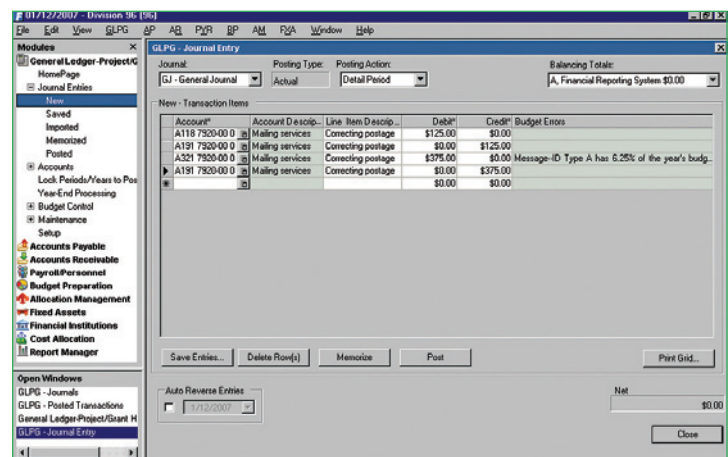 01/12/2007 - Division 96 (96)
File Edit View GLPG AP AR PYR BP AM FXA Window Help
Modules
General Ledger-Project/G
HomePage
Journal Entries
New
Saved
Imported
Memorized
Posted
Accounts
Lock Periods/Years to Pos
Year-End Processing
Budget Control
Maintenance
Setup
Accounts Payable
Accounts Receivable
Payroll/Personnel
Budget Preparation
Allocation Management
Fixed Assets
Financial Institutions
Cost Allocation
Report Manager
Open Windows
GLPG - Journals
GLPG - Posted Transactions
General Ledger-Project/Grant H
GLPG - Journal Entry
GLPG - Journal Entry
Journal: Posting Type: Posting Action: Balancing Totals:
GJ - General Journal Actual Detail Period A, Financial Reporting System $0.00
New - Transaction Items
Account* Account Descrip... Line Item Descrip... Debit* Credit* Budget Errors
A118 7920-00 0 Mailing services Correcting postage $125.00 $0.00
A191 7920-00 0 Mailing services Correcting postage $0.00 $125.00
A321 7920-00 0 Mailing services Correcting postage $375.00 $0.00 Message-ID Type A has 6.25% of the year's budg...
A191 7920-00 0 Mailing services Correcting postage $0.00 $375.00
$0.00 $0.00
Save Entries... Delete Row(s) Memorize Post Print Grid...
Auto Reverse Entries Net
1/12/2007 $0.00
Close